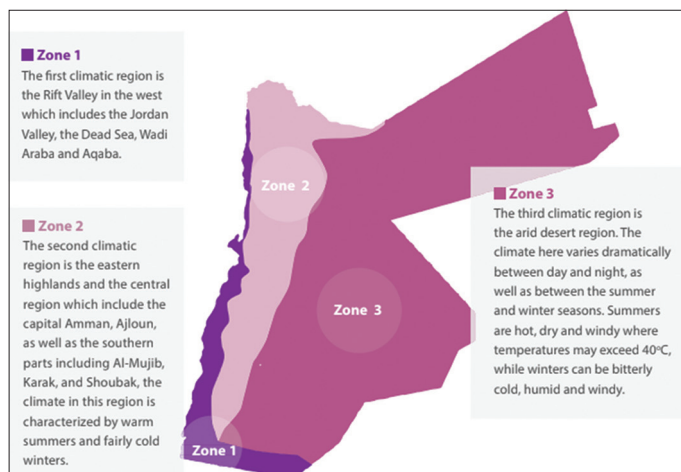 Zone 1
The first climatic region is
the Rift Valley in the west
which includes the Jordan
Valley, the Dead Sea, Wadi
Araba and Aqaba.
Zone 2
The second climatic
region is the eastern
highlands and the central
region which include the
capital Amman, Ajloun,
as well as the southern
parts including Al-Mujib,
Karak, and Shoubak, the
climate in this region is
characterized by warm
summers and fairly cold
winters.
Zone 2
Zone 3
Zone 1
Zone 3
The third climatic region is
the arid desert region. The
climate here varies dramatically
between day and night, as
well as between the summer
and winter seasons. Summers
are hot, dry and windy where
temperatures may exceed 40°C,
while winters can be bitterly
cold, humid and windy.